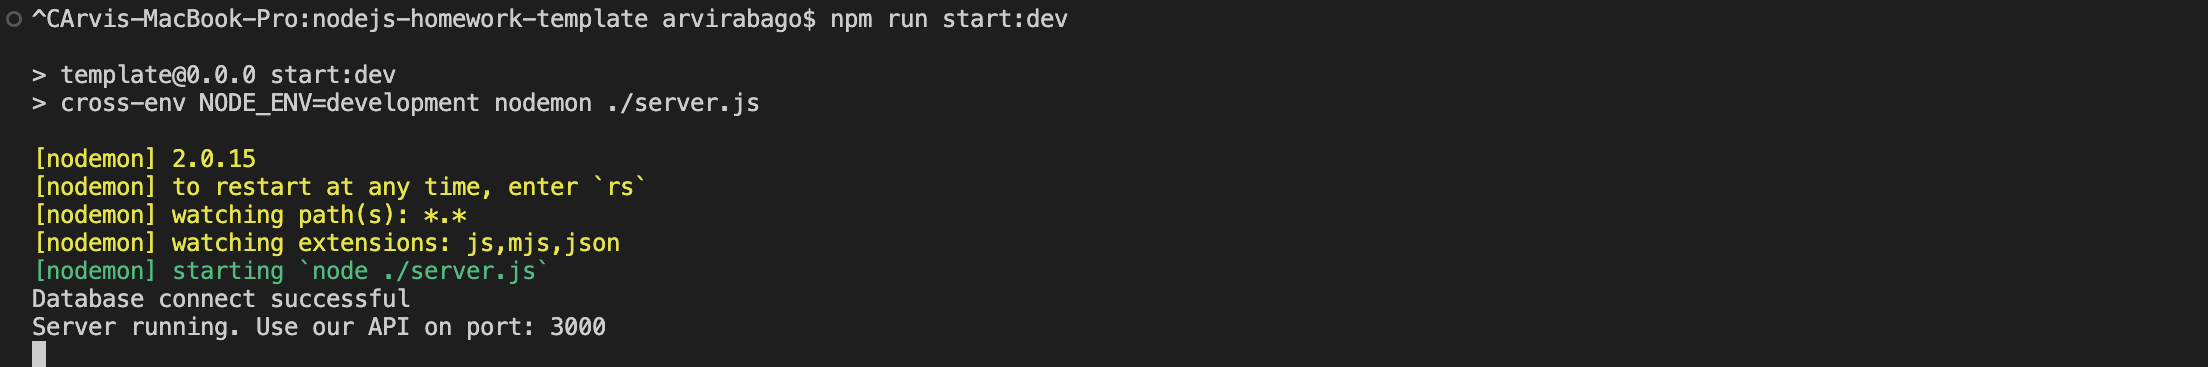 ^CArvis-MacBook-Pro:nodejs-homework-template arvirabago$ npm run start:dev
> template@0.0.0 start:dev
> cross-env NODE_ENV=development nodemon ./server.js
[nodemon] 2.0.15
[nodemon] to restart at any time, enter `rs`
[nodemon] watching path(s): *.*
[nodemon] watching extensions: js,mjs,json
[nodemon] starting `node ./server.js`
Database connect successful
Server running. Use our API on port: 3000